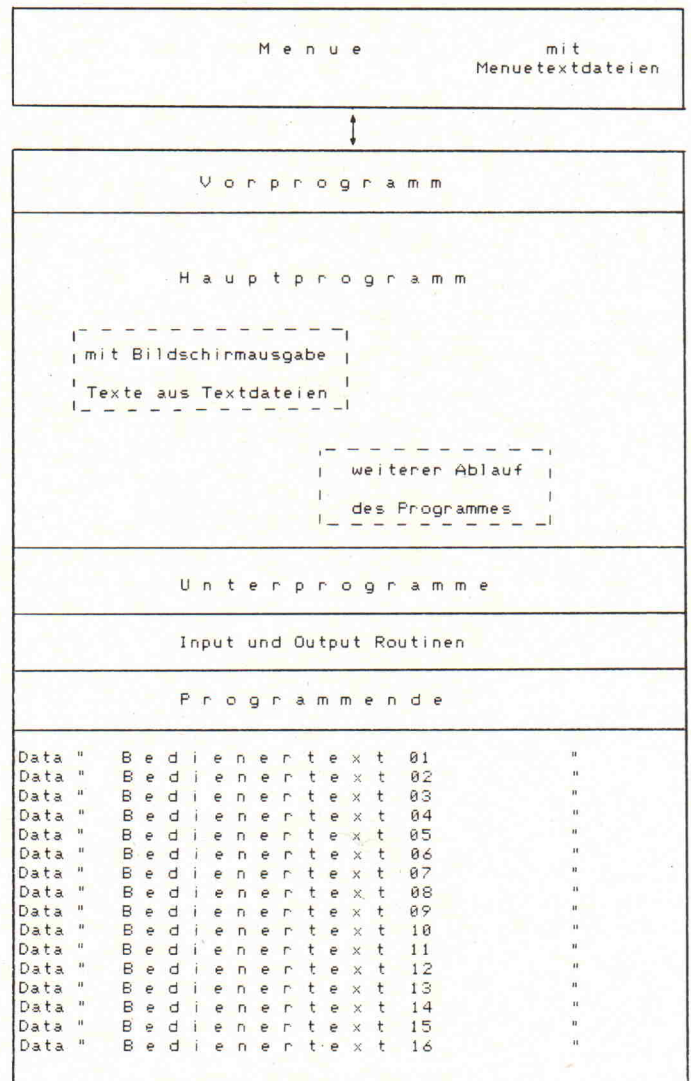 M e n u e mit
Menuetextdateien
V o r p r o g r a m m
H a u p t p r o g r a m m
mit Bildschirmausgabe
Texte aus Textdateien
weiterer Ablauf
des Programmes
U n t e r p r o g r a m m e
Input und Output Routinen
P r o g r a m m e n d e
Data " B e d i e n e r t e x t 01 "
Data " B e d i e n e r t e x t 02 "
Data " B e d i e n e r t e x t 03 "
Data " B e d i e n e r t e x t 04 "
Data " B e d i e n e r t e x t 05 "
Data " B e d i e n e r t e x t 06 "
Data " B e d i e n e r t e x t 07 "
Data " B e d i e n e r t e x t 08 "
Data " B e d i e n e r t e x t 09 "
Data " B e d i e n e r t e x t 10 "
Data " B e d i e n e r t e x t 11 "
Data " B e d i e n e r t e x t 12 "
Data " B e d i e n e r t e x t 13 "
Data " B e d i e n e r t e x t 14 "
Data " B e d i e n e r t e x t 15 "
Data " B e d i e n e r t e x t 16 "